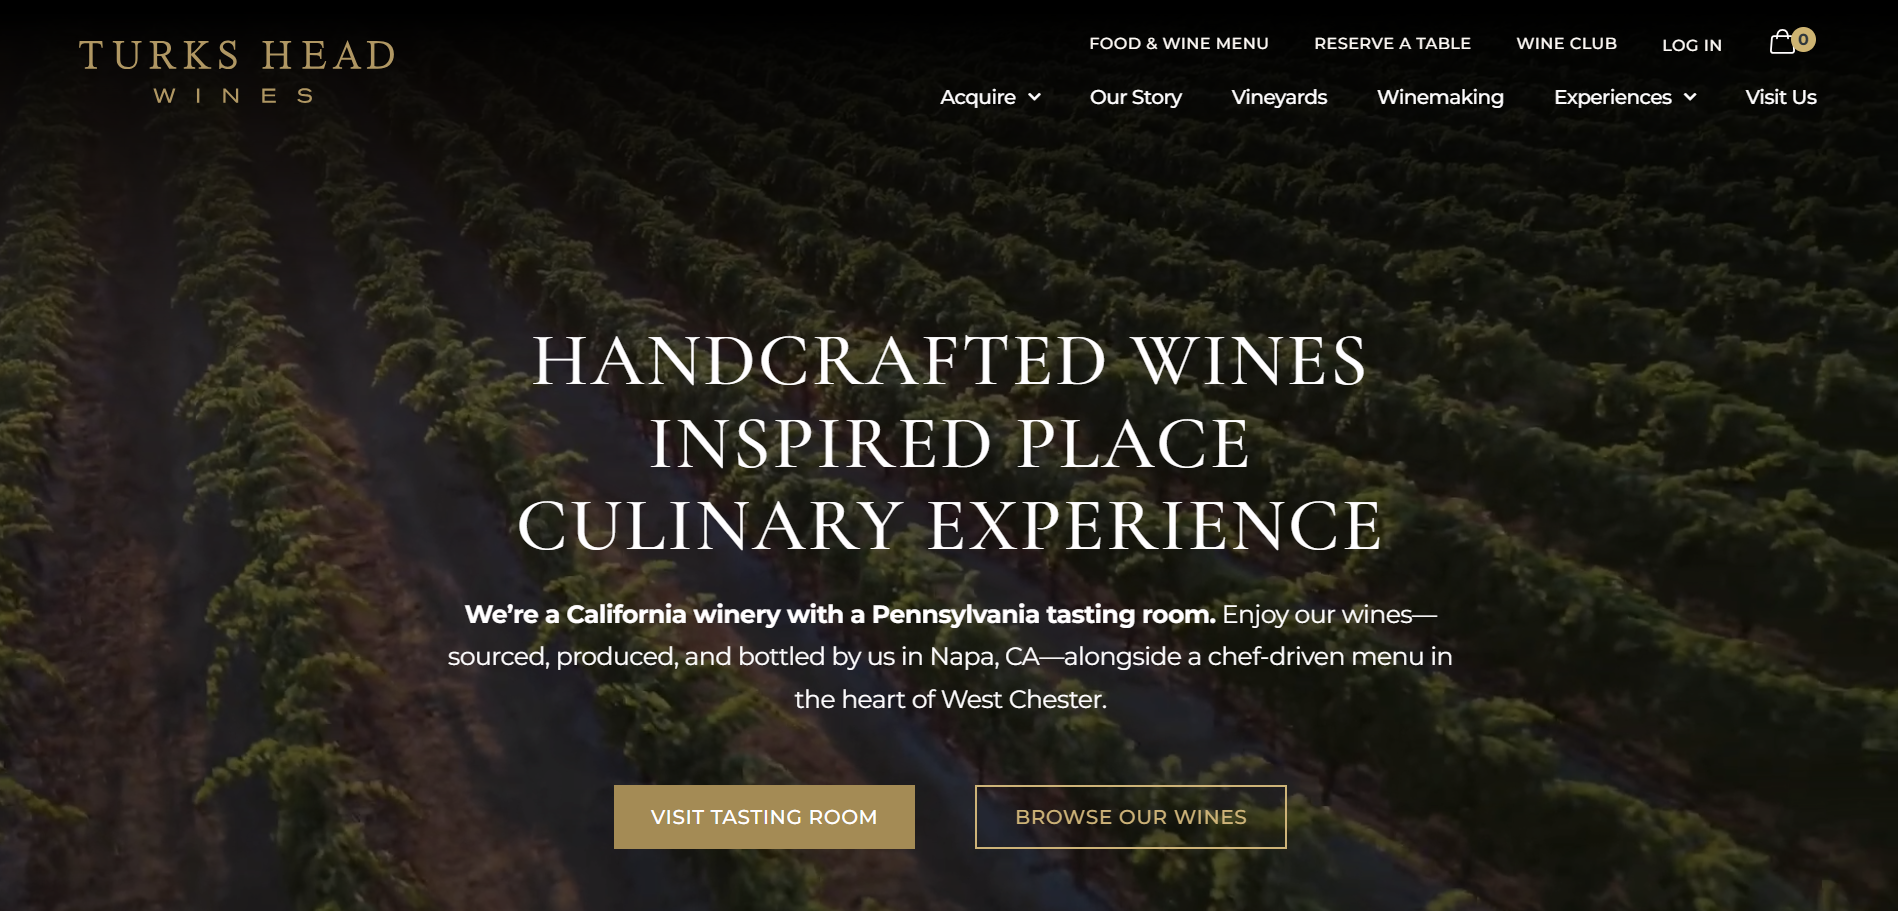 TURKS HEAD
WINES
FOOD & WINE MENU RESERVE A TABLE WINE CLUB LOG IN 0
Acquire Our Story Vineyards Winemaking Experiences Visit Us
HANDCRAFTED WINES
INSPIRED PLACE
CULINARY EXPERIENCE
We’re a California winery with a Pennsylvania tasting room. Enjoy our wines—
sourced, produced, and bottled by us in Napa, CA—alongside a chef-driven menu in
the heart of West Chester.
VISIT TASTING ROOM BROWSE OUR WINES